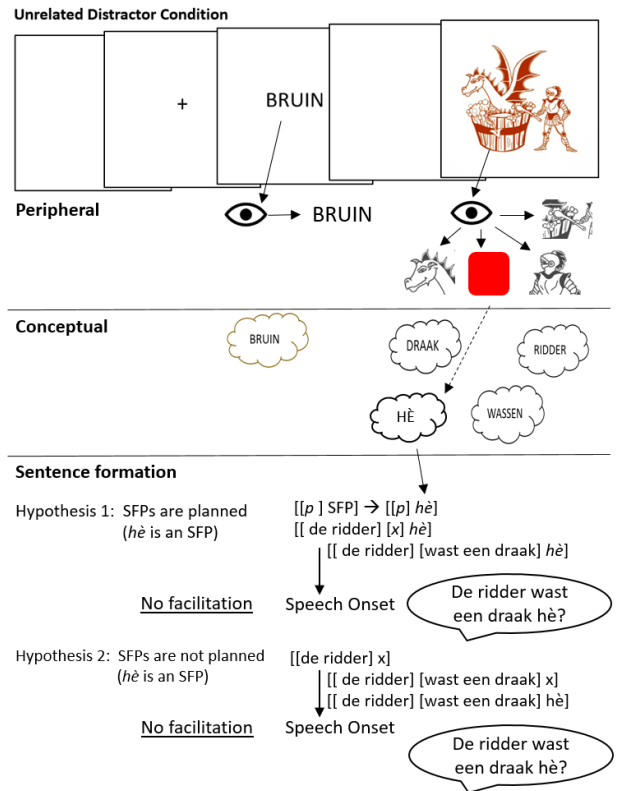 Unrelated Distractor Condition
+
BRUIN
Peripheral
BRUIN
Conceptual
BRUIN
DRAAK
RIDDER
HÈ
WASSEN
Sentence formation
Hypothesis 1: SFPs are planned
(hè is an SFP)
[[p ] SFP] → [[p] hè]
[[ de ridder] [x] hè]
[[ de ridder] [wast een draak] hè]
No facilitation
Speech Onset
De ridder wast
een draak hè?
Hypothesis 2: SFPs are not planned
(hè is an SFP)
[[de ridder] x]
[[ de ridder] [wast een draak] x]
[[ de ridder] [wast een draak] hè]
No facilitation
Speech Onset
De ridder wast
een draak hè?